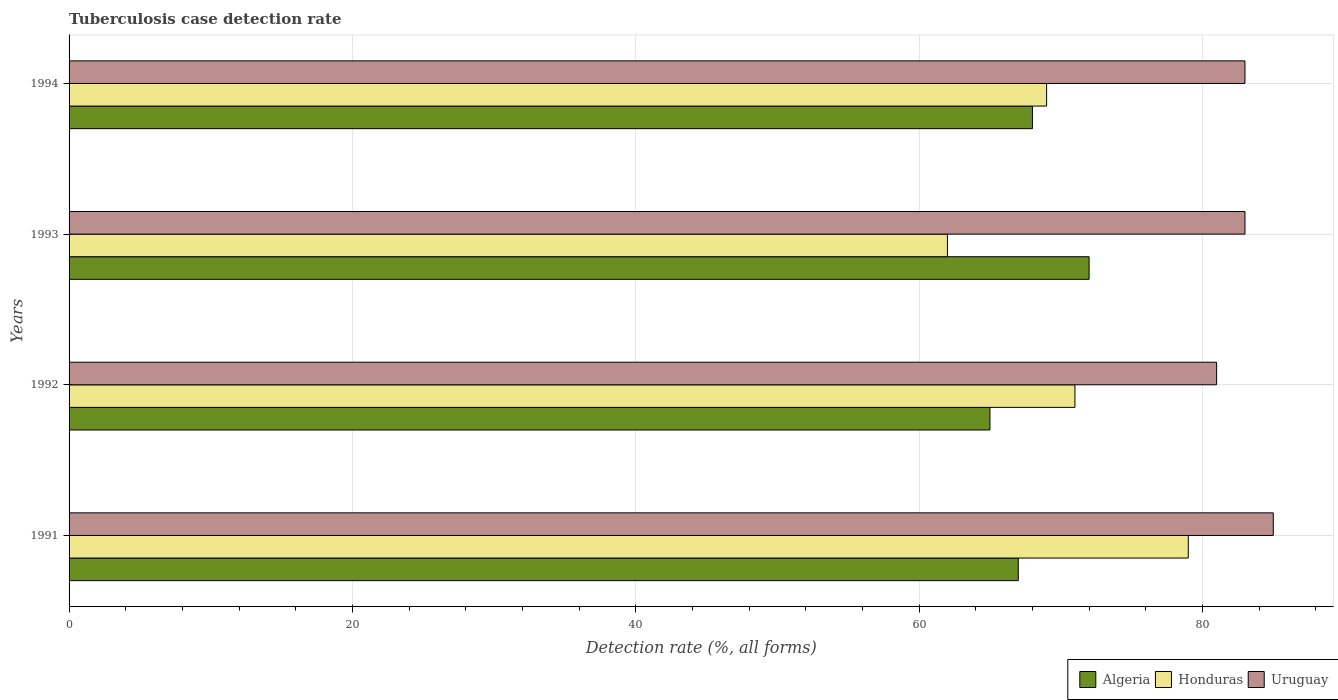 Tuberculosis case detection rate
1994
1993
1992
1991
Years
0
20
40
60
80
Detection rate (%, all forms)
Algeria
Honduras
Uruguay